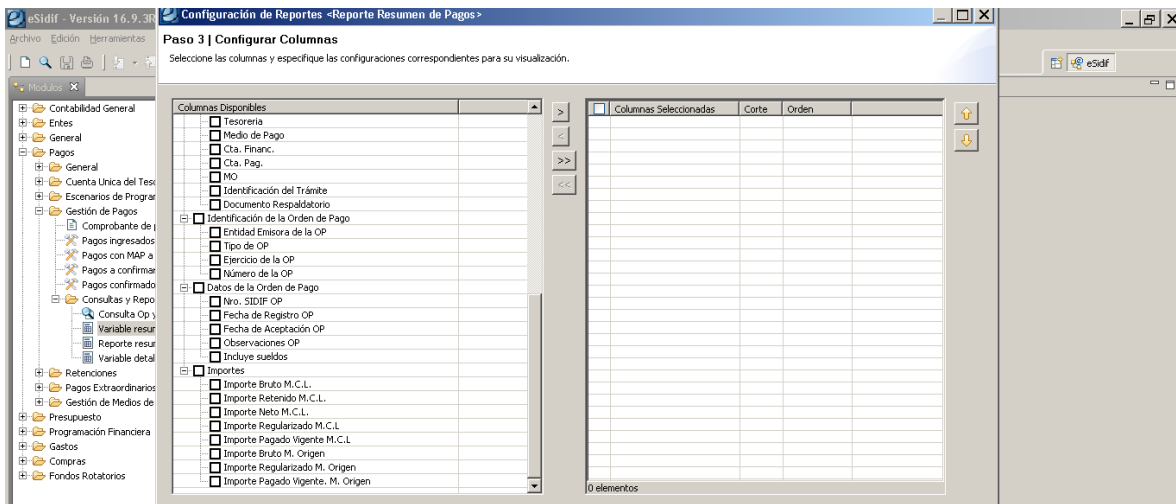 eSidif - Versión 16.9.3R
Configuración de Reportes <Reporte Resumen de Pagos>
Archivo Edición Herramientas
Paso 3 | Configurar Columnas
Seleccione las columnas y especifique las configuraciones correspondientes para su visualización.
eSidif
Modulos
Contabilidad General
Entes
General
Pagos
General
Cuenta Unica del Teso
Escenarios de Program
Gestión de Pagos
Comprobante de p
Pagos ingresados
Pagos con MAP a
Pagos a confirmar
Pagos confirmado
Consultas y Repo
Consulta Op y
Variable resum
Reporte resum
Variable detal
Retenciones
Pagos Extraordinarios
Gestión de Medios de
Presupuesto
Programación Financiera
Gastos
Compras
Fondos Rotatorios
Columnas Disponibles
Tesoreria
Medio de Pago
Cta. Financ.
Cta. Pag.
MO
Identificación del Trámite
Documento Respaldatorio
Identificación de la Orden de Pago
Entidad Emisora de la OP
Tipo de OP
Ejercicio de la OP
Número de la OP
Datos de la Orden de Pago
Nro. SIDIF OP
Fecha de Registro OP
Fecha de Aceptación OP
Observaciones OP
Incluye sueldos
Importes
Importe Bruto M.C.L.
Importe Retenido M.C.L.
Importe Neto M.C.L.
Importe Regularizado M.C.L
Importe Pagado Vigente M.C.L
Importe Bruto M. Origen
Importe Regularizado M. Origen
Importe Pagado Vigente. M. Origen
>
<
>>
<<
Columnas Seleccionadas Corte Orden
0 elementos